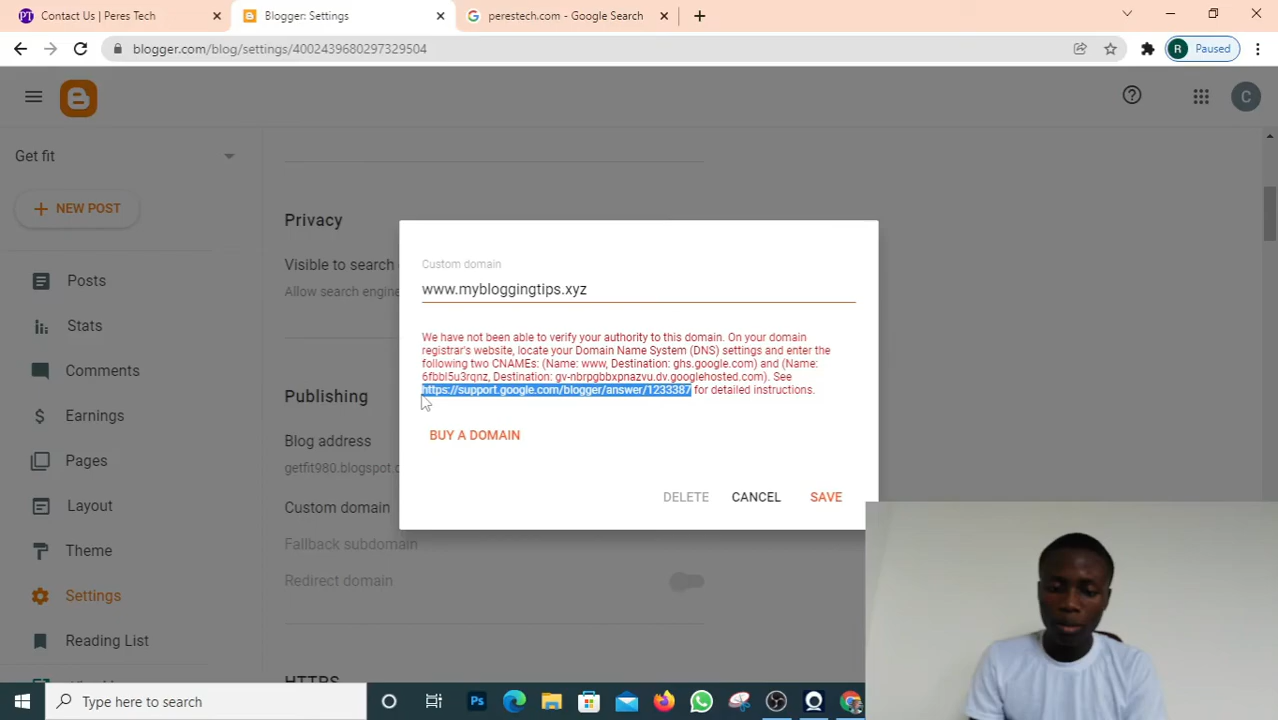 Contact Us | Peres Tech
Blogger: Settings
perestech.com - Google Search
blogger.com/blog/settings/4002439680297329504
R Paused
C
Get fit
NEW POST
Posts
Stats
Comments
Earnings
Pages
Layout
Theme
Settings
Reading List
Privacy
Visible to search
Allow search engine
Publishing
Blog address
getfit980.blogspot.c
Custom domain
Fallback subdomain
Redirect domain
HTTPS
Custom domain
www.mybloggingtips.xyz
We have not been able to verify your authority to this domain. On your domain
registrar's website, locate your Domain Name System (DNS) settings and enter the
following two CNAMEs: (Name: www, Destination: ghs.google.com) and (Name:
6fbbl5u3rqnz, Destination: gv-nbrpgbbxpnazvu.dv.googlehosted.com). See
https://support.google.com/blogger/answer/1233387 for detailed instructions.
BUY A DOMAIN
DELETE CANCEL SAVE
Type here to search
Ps